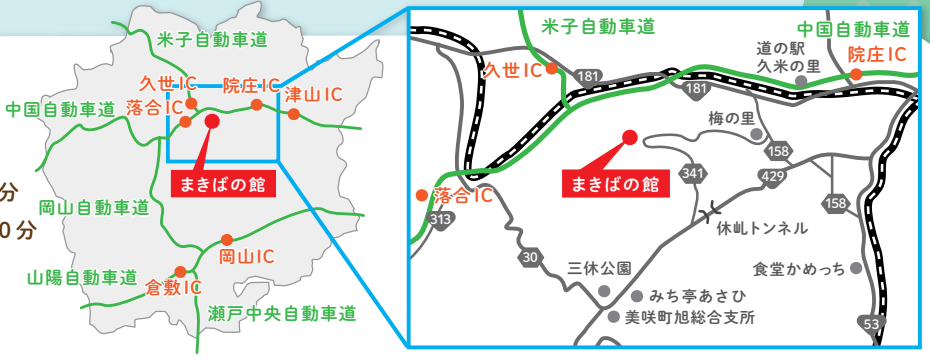 米子自動車道
久世IC
院庄IC
津山IC
落合IC
中国自動車道
まきばの館
分
0分
岡山自動車道
岡山IC
山陽自動車道
倉敷IC
瀬戸中央自動車道
米子自動車道
中国自動車道
道の駅
久米の里
院庄IC
久世IC
181
181
梅の里
158
まきばの館
341
429
落合IC
158
313
休乢トンネル
30
三休公園
食堂かめっち
みち亭あさひ
美咲町旭総合支所
53